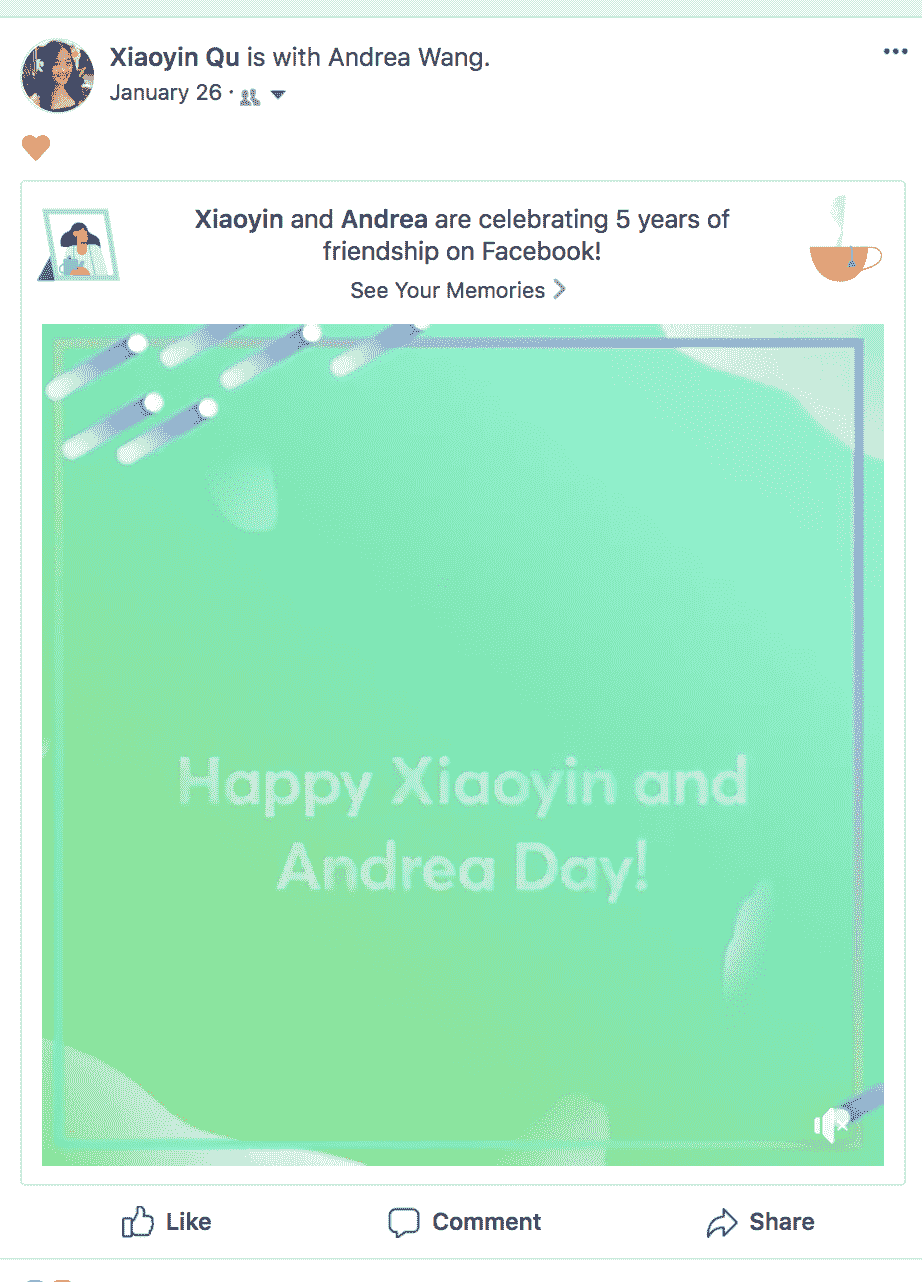 Xiaoyin Qu is with Andrea Wang.
January 26 ·
Xiaoyin and Andrea are celebrating 5 years of
friendship on Facebook!
See Your Memories
Happy Xiaoyin and
Andrea Day!
Like Comment Share